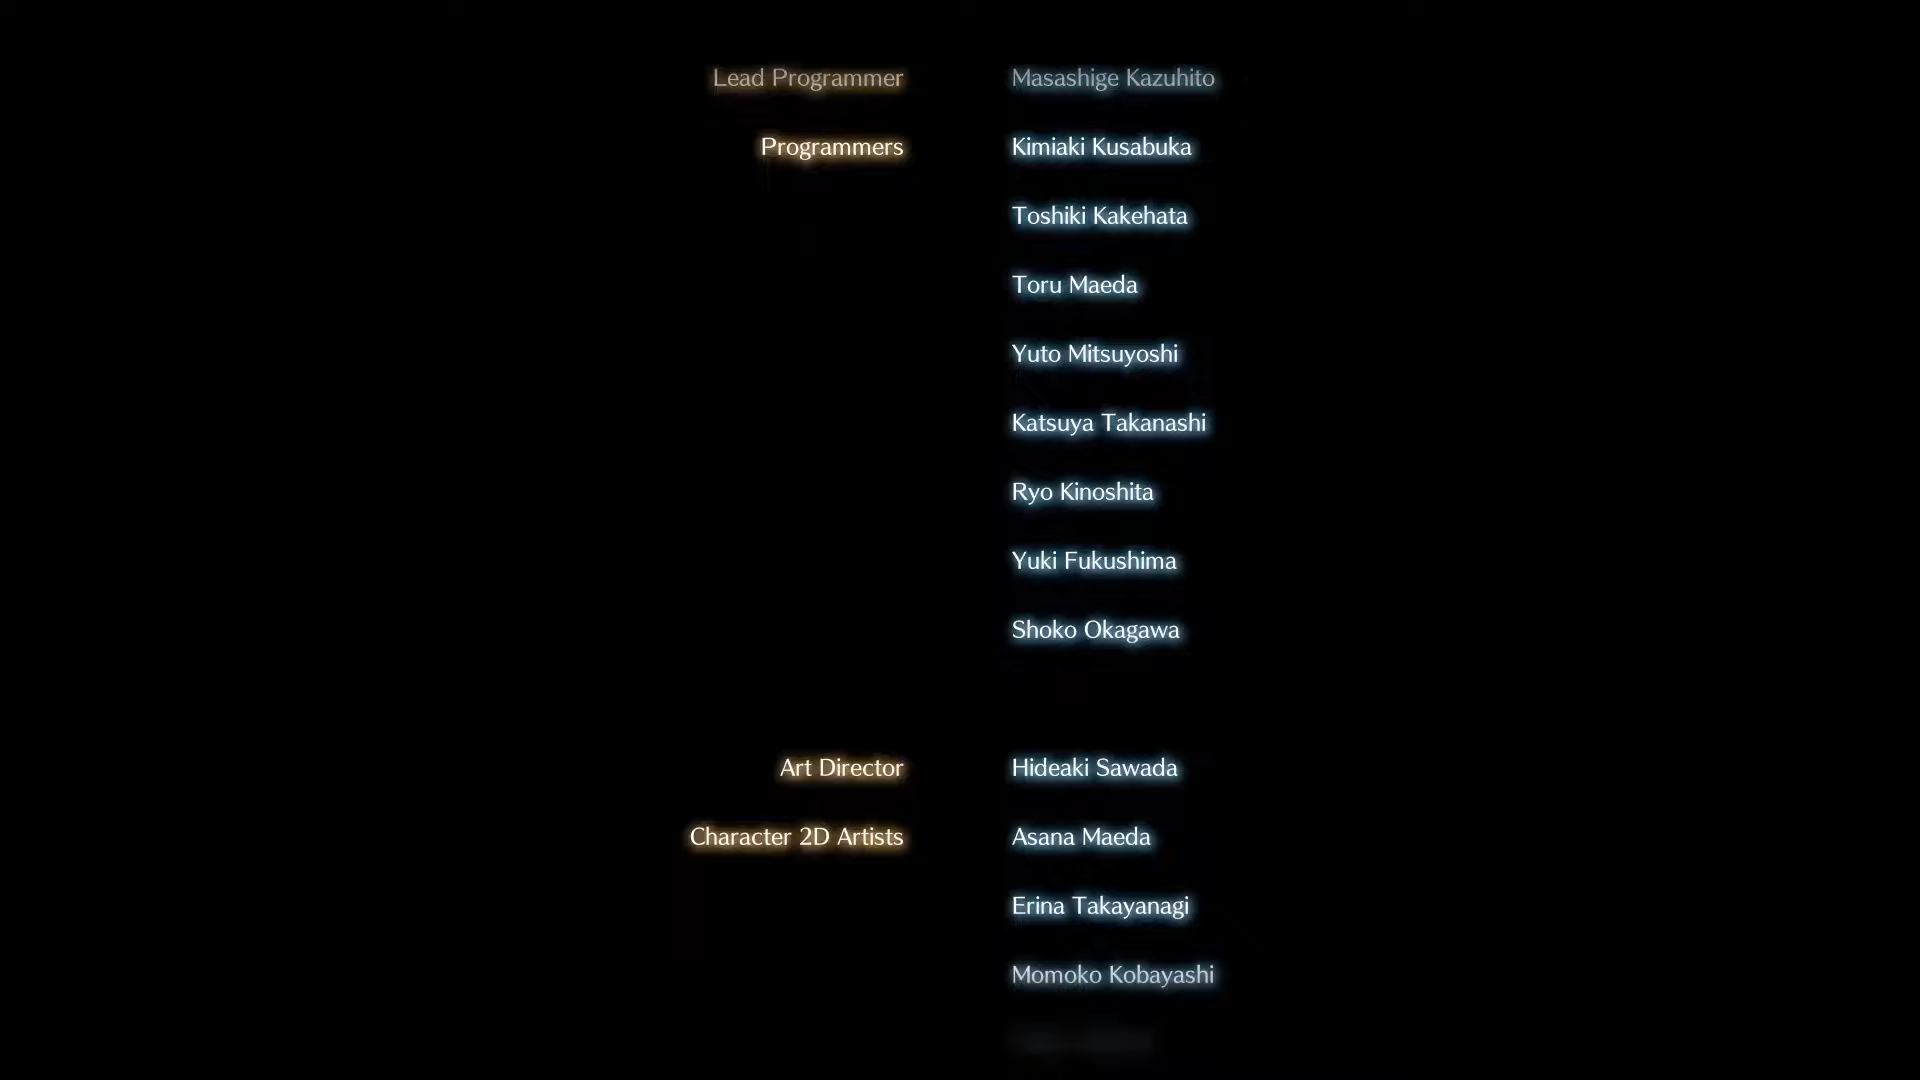 Lead Programmer Masashige Kazuhito
Programmers Kimiaki Kusabuka
Toshiki Kakehata
Toru Maeda
Yuto Mitsuyoshi
Katsuya Takanashi
Ryo Kinoshita
Yuki Fukushima
Shoko Okagawa
Art Director Hideaki Sawada
Character 2D Artists Asana Maeda
Erina Takayanagi
Momoko Kobayashi